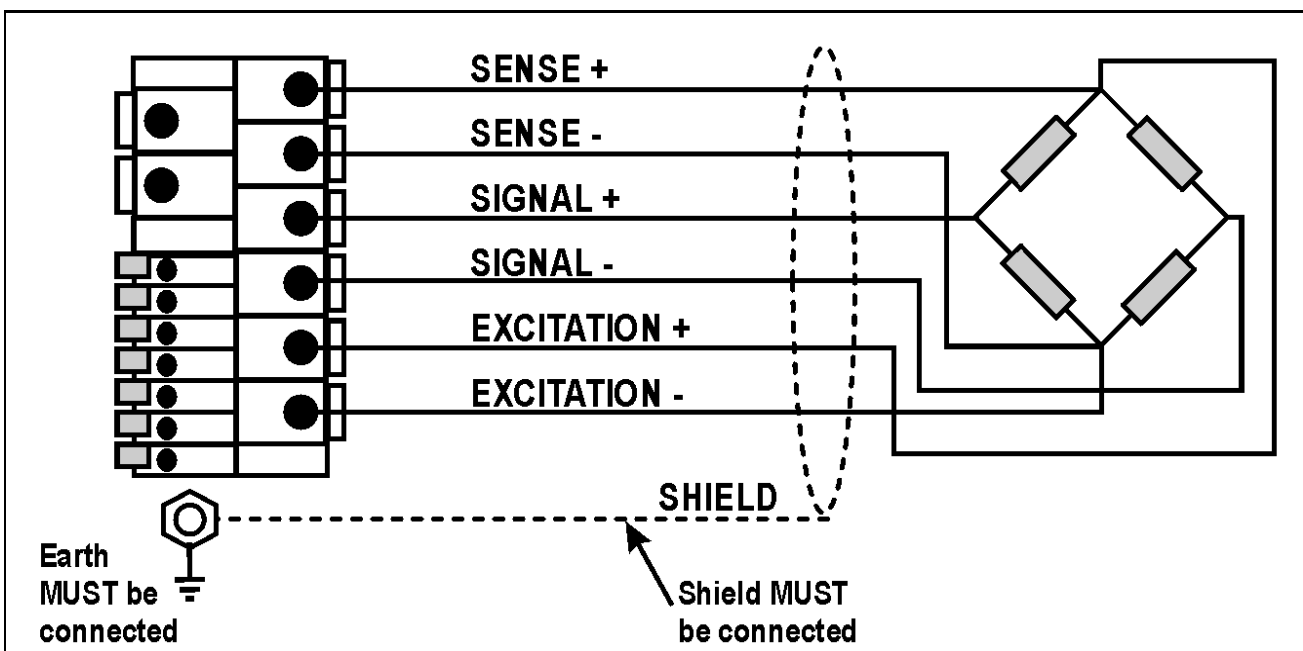 SENSE +
SENSE -
SIGNAL +
SIGNAL -
EXCITATION +
EXCITATION -
SHIELD
Earth
MUST be
connected
Shield MUST
be connected